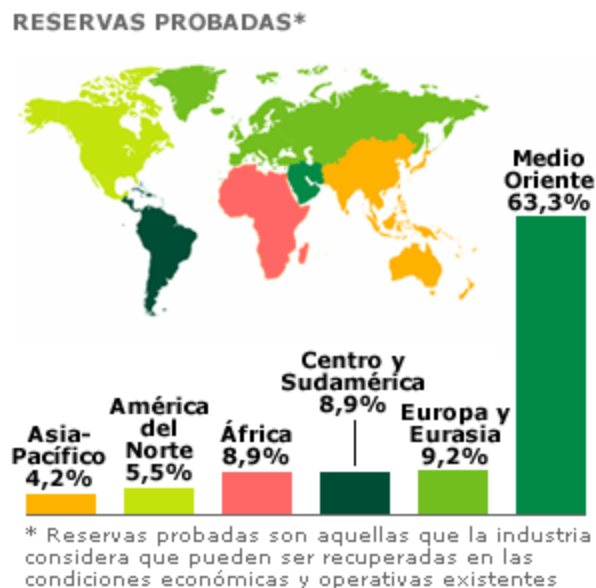 RESERVAS PROBADAS*
Medio
Oriente
63,3%
Centro y
Sudamérica
8,9%
América
del
Norte
5,5%
Europa y
Eurasia
9,2%
Asia-
Pacífico
4,2%
África
8,9%
* Reservas probadas son aquellas que la industria
considera que pueden ser recuperadas en las
condiciones económicas y operativas existentes